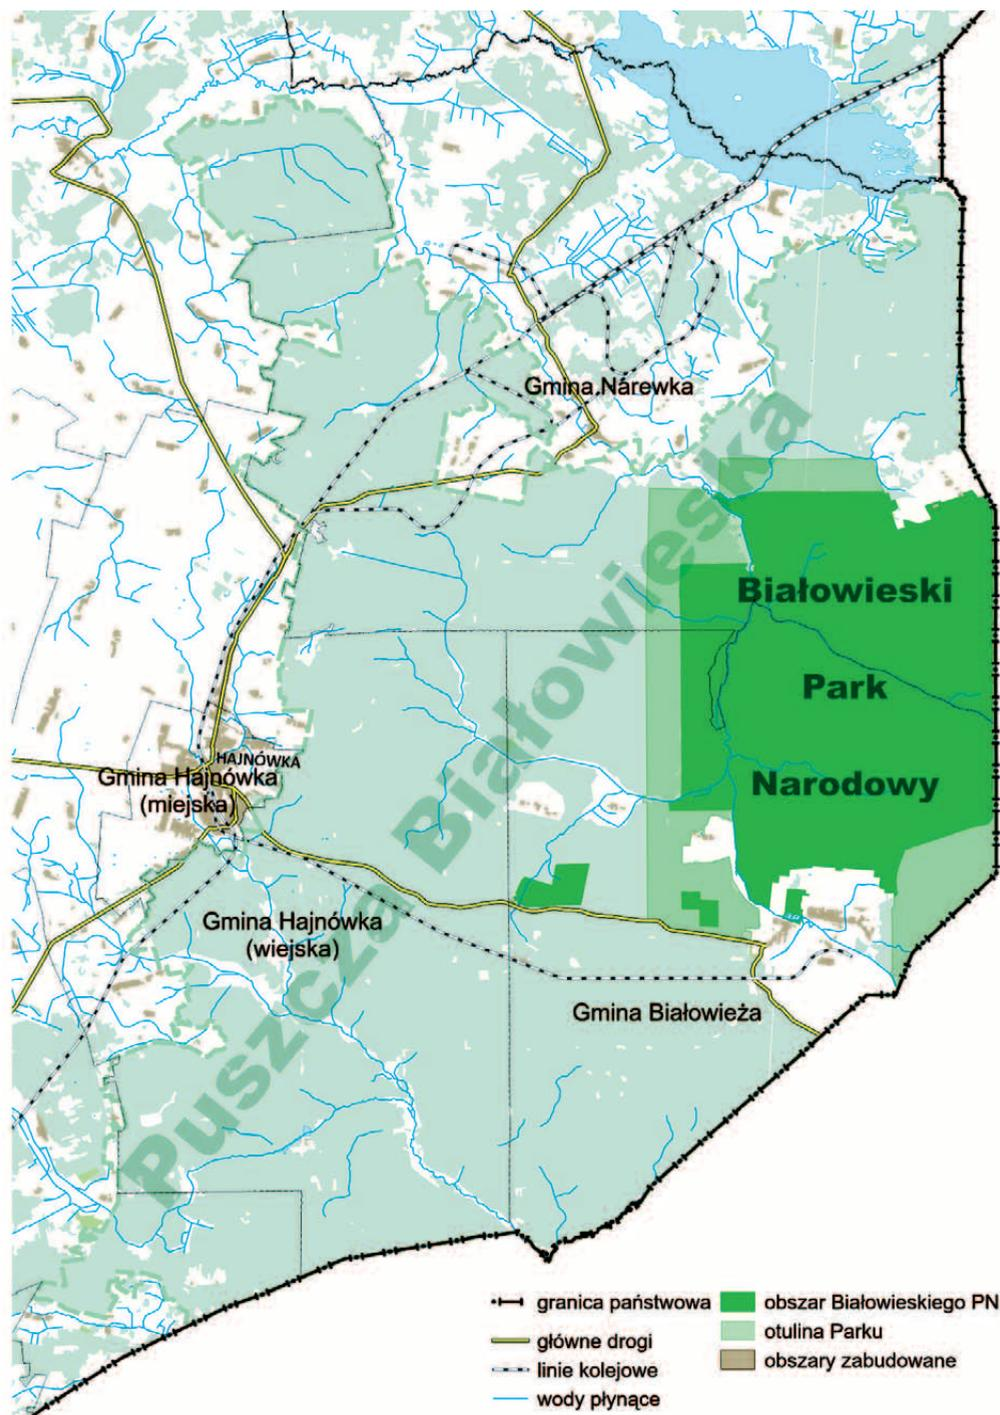 Gmina Narewka
Puszcza Białowieska
Białowieski
Park
Narodowy
HAJNÓWKA
Gmina Hajnówka
(miejska)
Gmina Hajnówka
(wiejska)
Gmina Białowieża
granica państwowa
główne drogi
linie kolejowe
wody płynące
obszar Białowieskiego PN
otulina Parku
obszary zabudowane